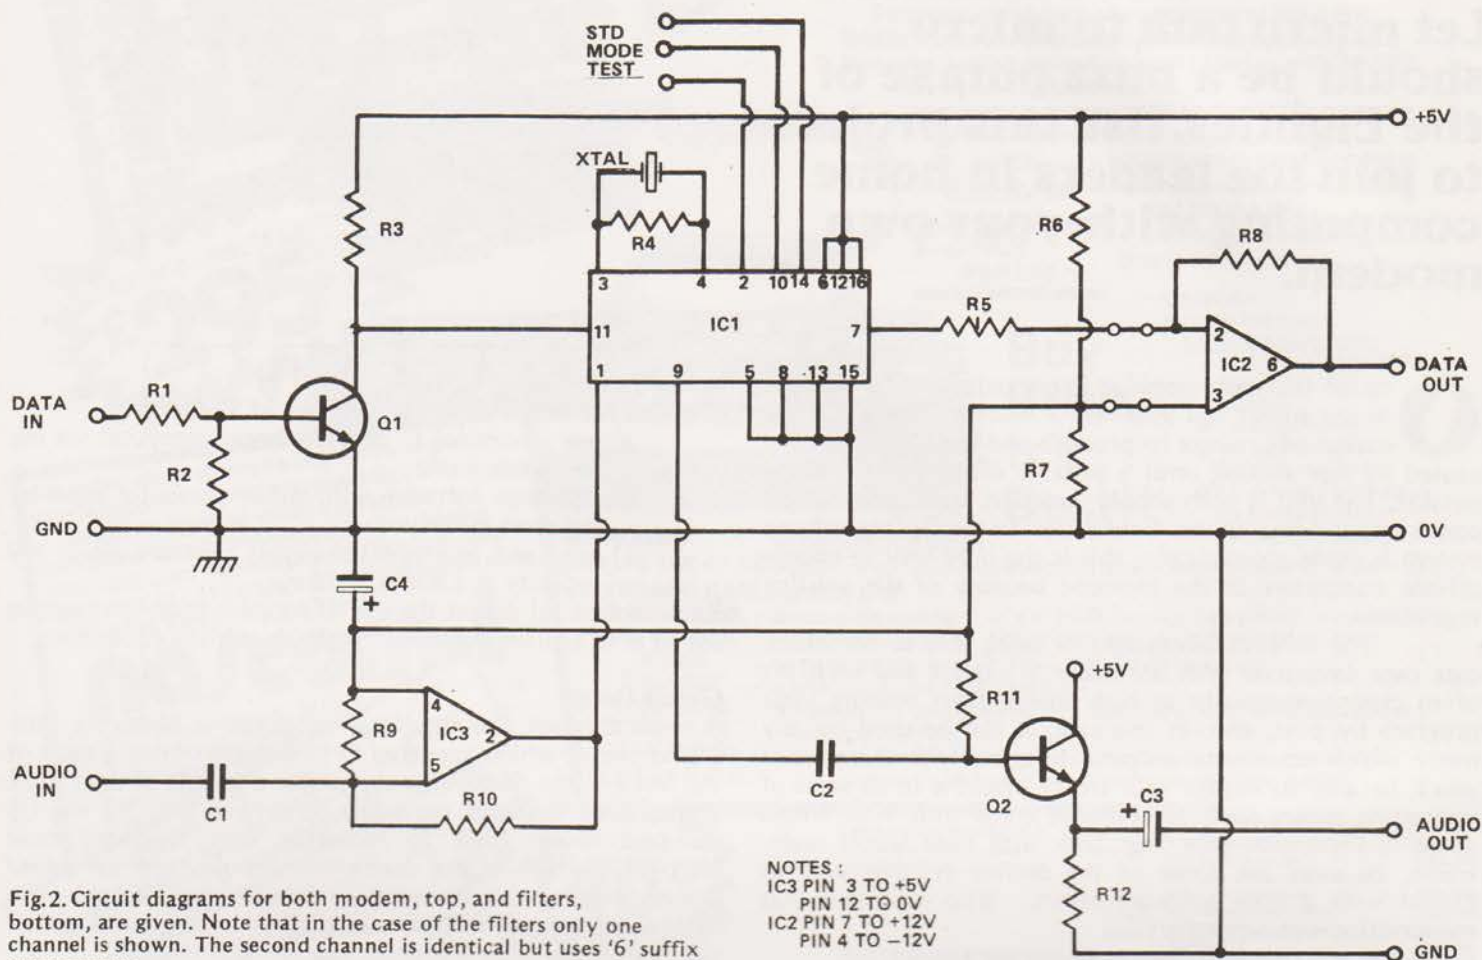 STD
MODE
TEST
+5V
XTAL
R3
R4
R6
R8
3
4
2
10
14
6
12
16
IC1
11
7
R5
2
IC2
6
3
DATA
OUT
1
9
5
8
13
15
DATA
IN
R1
Q1
R2
R7
GND
0V
C4
+
+5V
R11
R9
4
IC3
2
5
AUDIO
IN
C1
R10
C2
Q2
C3
+
AUDIO
OUT
R12
GND
NOTES :
IC3 PIN 3 TO +5V
PIN 12 TO 0V
IC2 PIN 7 TO +12V
PIN 4 TO −12V
Fig.2. Circuit diagrams for both modem, top, and filters,
bottom, are given. Note that in the case of the filters only one
channel is shown. The second channel is identical but uses '6' suffix